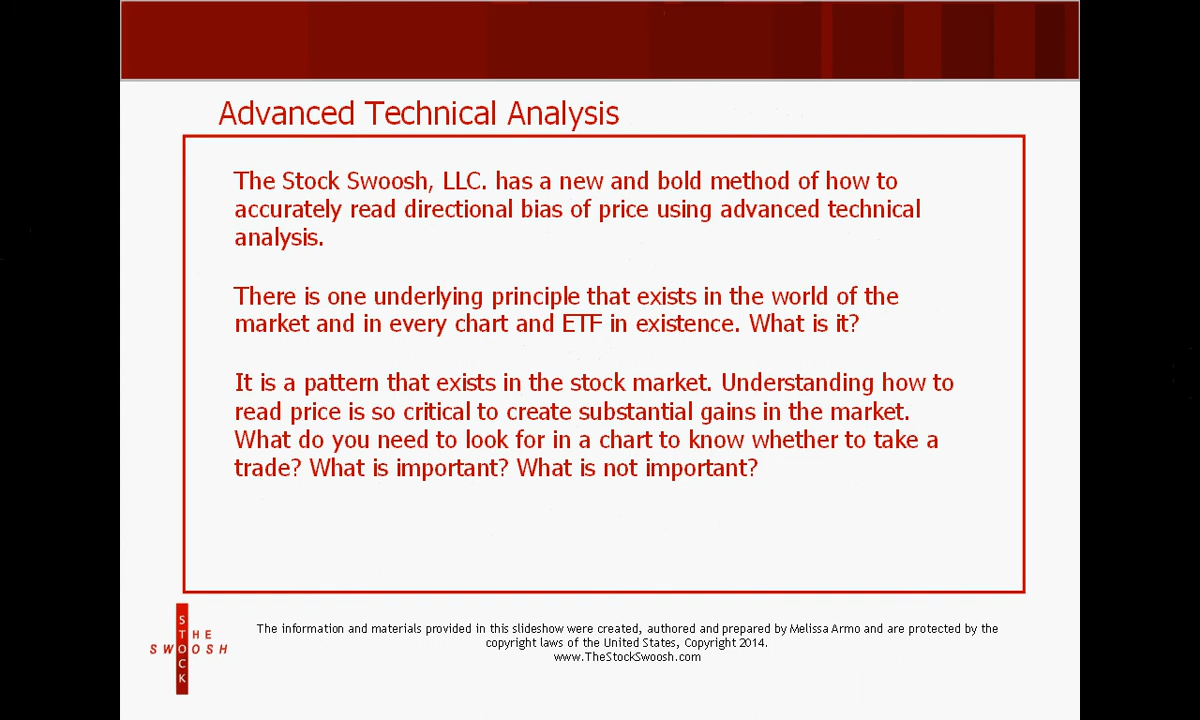 Advanced Technical Analysis
The Stock Swoosh, LLC. has a new and bold method of how to
accurately read directional bias of price using advanced technical
analysis.
There is one underlying principle that exists in the world of the
market and in every chart and ETF in existence. What is it?
It is a pattern that exists in the stock market. Understanding how to
read price is so critical to create substantial gains in the market.
What do you need to look for in a chart to know whether to take a
trade? What is important? What is not important?
THE
SWOOSH
STOCK
The information and materials provided in this slideshow were created, authored and prepared by Melissa Armo and are protected by the
copyright laws of the United States, Copyright 2014.
www.TheStockSwoosh.com